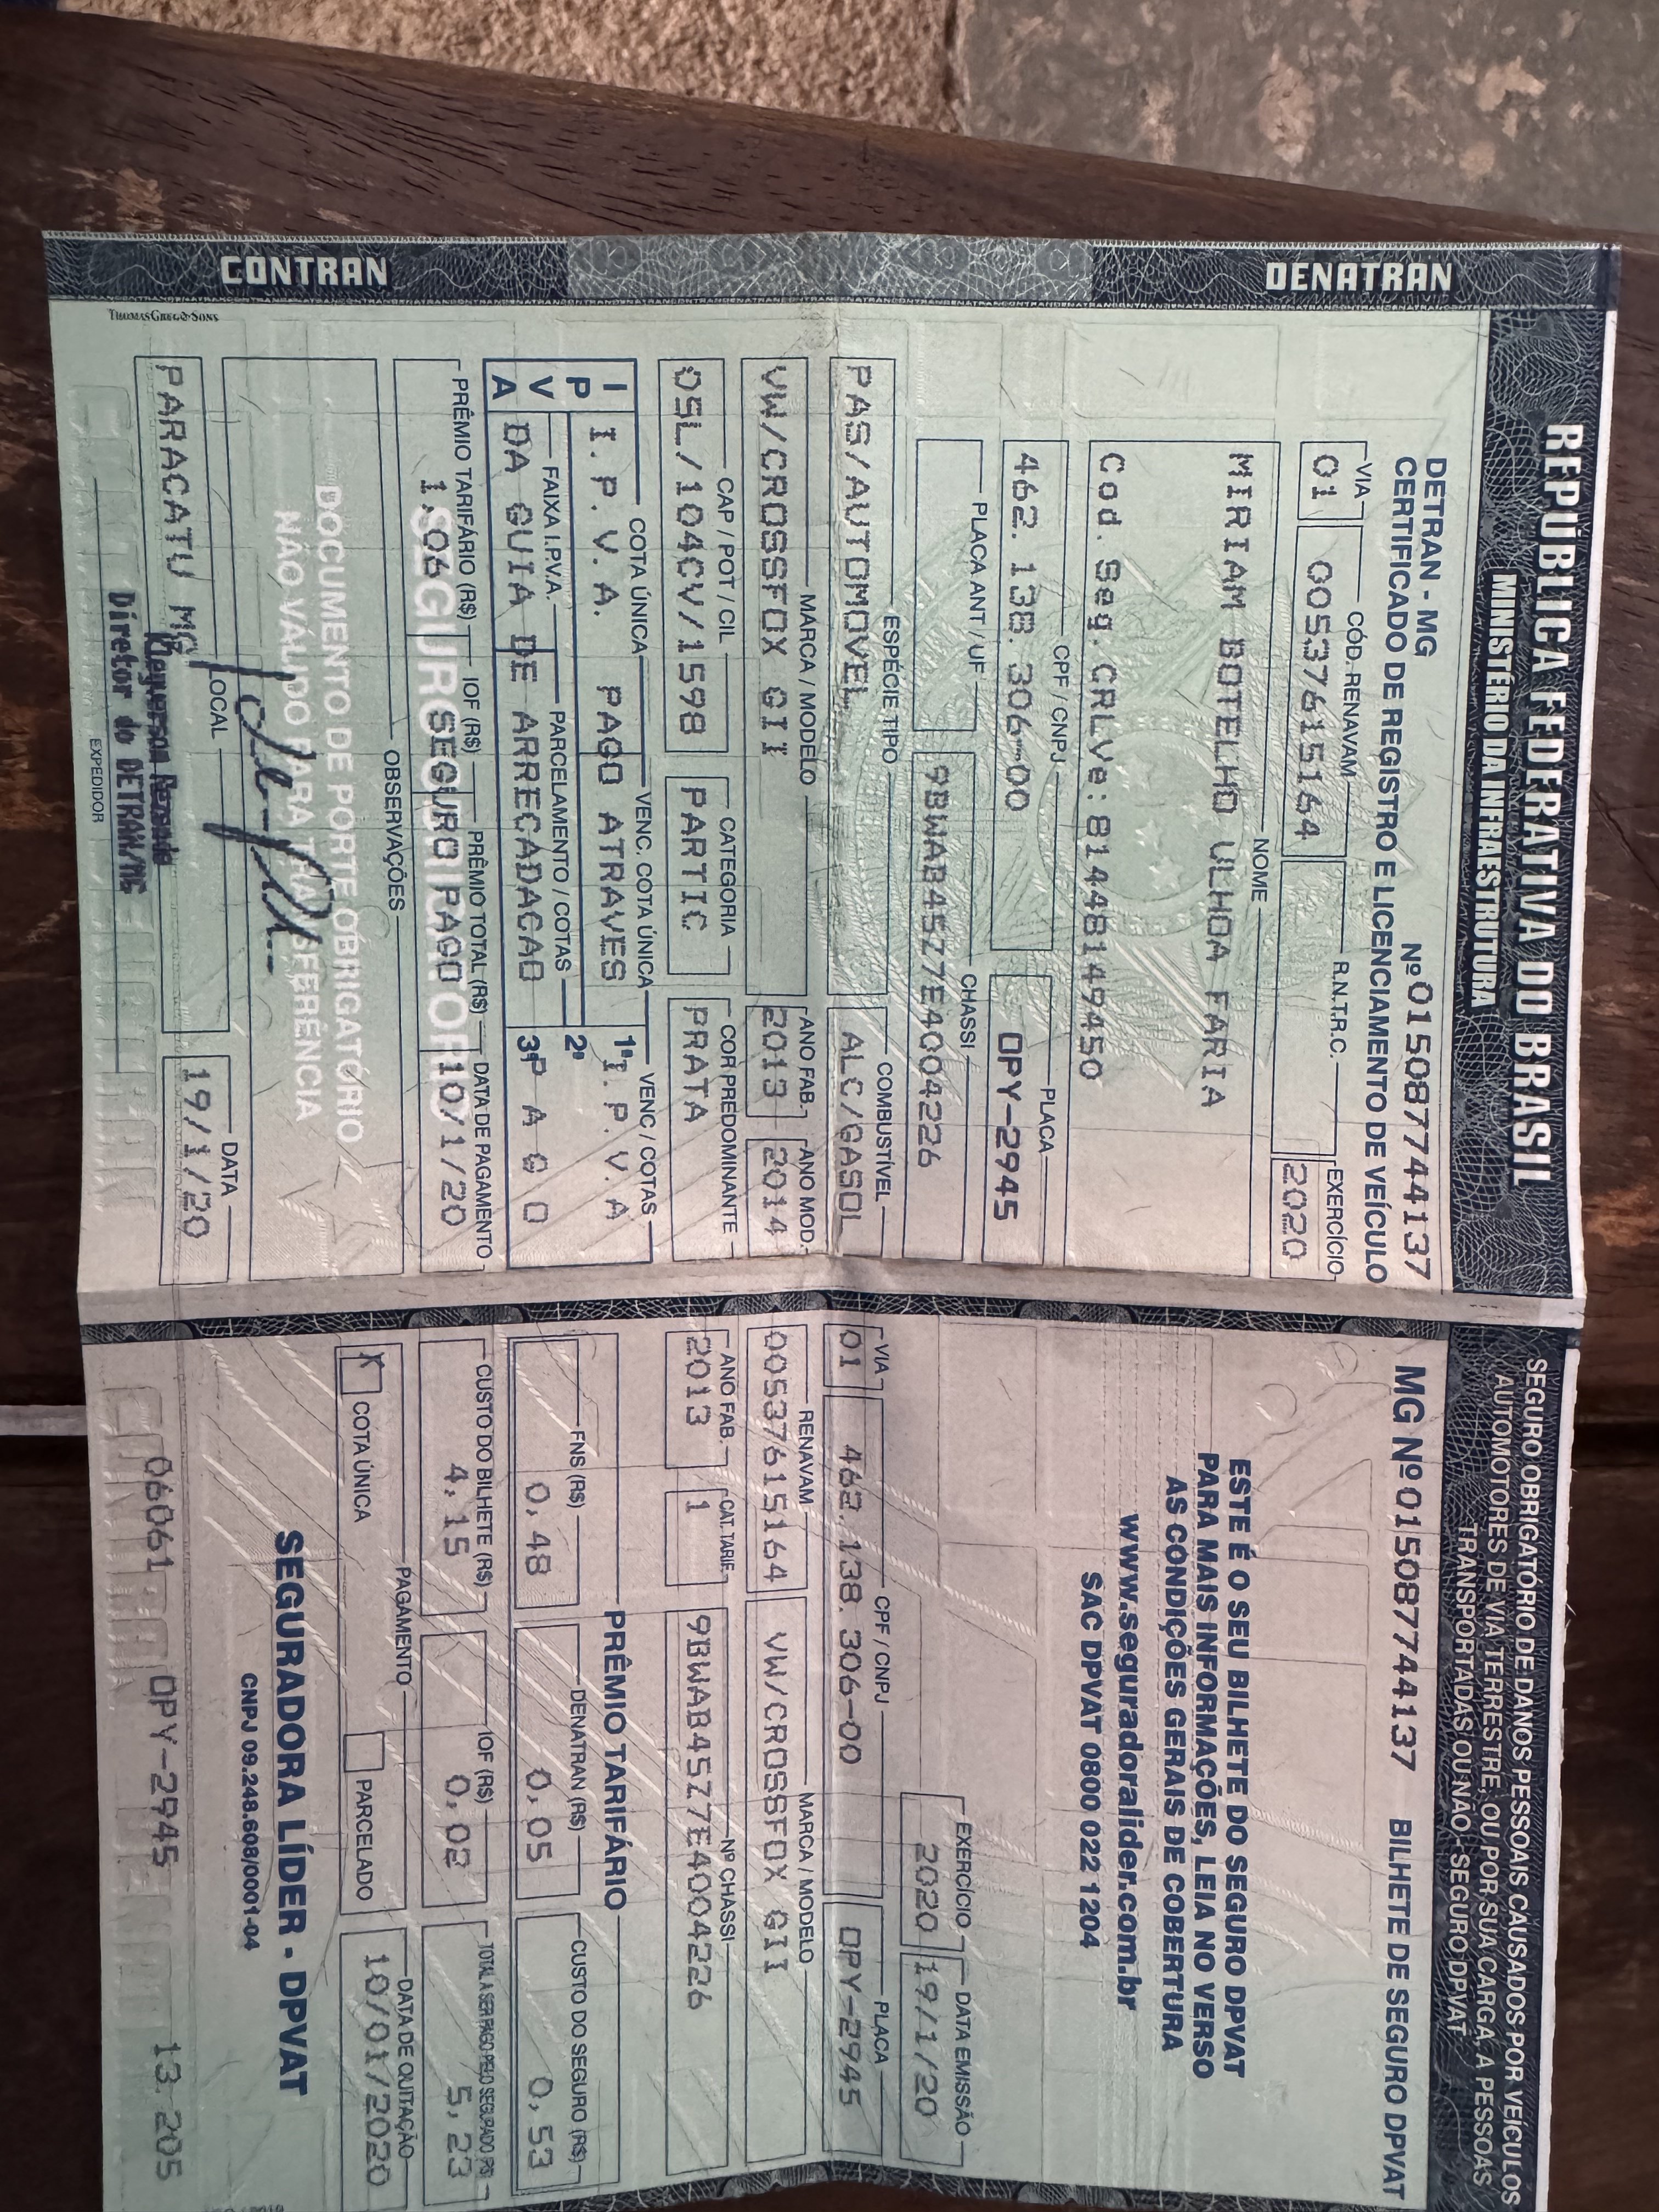 REPÚBLICA FEDERATIVA DO BRASIL
MINISTÉRIO DA INFRAESTRUTURA
DENATRAN
CONTRAN
THOMAS GREG & SONS
DETRAN - MG Nº 015087744137
CERTIFICADO DE REGISTRO E LICENCIAMENTO DE VEÍCULO
VIA CÓD. RENAVAM R.N.T.R.C. EXERCÍCIO
01 00537615164 2020
NOME
MIRIAM BOTELHO ULHOA FARIA
Cod. Seg. CRLVe: 81448149450
CPF / CNPJ PLACA
462.138.306-00 OPY-2945
PLACA ANT / UF CHASSI
9BWAB45Z7E4004226
ESPÉCIE TIPO COMBUSTÍVEL
PAS/AUTOMOVEL ALC/GASOL
MARCA / MODELO ANO FAB. ANO MOD.
VW/CROSSFOX GII 2013 2014
CAP / POT / CIL CATEGORIA COR PREDOMINANTE
05L/104CV/1598 PARTIC PRATA
IPVA
COTA ÚNICA VENC. COTA ÚNICA VENC / COTAS
I.P.V.A. PAGO ATRAVES 1ª I.P.V.A
FAIXA I.P.V.A. PARCELAMENTO / COTAS 2ª
DA GUIA DE ARRECADACAO 3ª P A G O
PRÊMIO TARIFÁRIO (R$) IOF (R$) PRÊMIO TOTAL (R$) DATA DE PAGAMENTO
1.S06 SEGURO PAGO 10/1/20
OBSERVAÇÕES
DOCUMENTO DE PORTE OBRIGATÓRIO
NÃO VÁLIDO PARA TRANSFERÊNCIA
LOCAL DATA
PARACATU MG 19/1/20
Diretor do DETRAN/MG
EXPEDIDOR
SEGURO OBRIGATÓRIO DE DANOS PESSOAIS CAUSADOS POR VEÍCULOS
AUTOMOTORES DE VIA TERRESTRE, OU POR SUA CARGA, A PESSOAS
TRANSPORTADAS OU NÃO - SEGURO DPVAT
MG Nº 015087744137 BILHETE DE SEGURO DPVAT
ESTE É O SEU BILHETE DO SEGURO DPVAT
PARA MAIS INFORMAÇÕES, LEIA NO VERSO
AS CONDIÇÕES GERAIS DE COBERTURA
www.seguradoralider.com.br
SAC DPVAT 0800 022 1204
EXERCÍCIO DATA EMISSÃO
2020 19/1/20
VIA CPF / CNPJ PLACA
01 462.138.306-00 OPY-2945
RENAVAM MARCA / MODELO
00537615164 VW/CROSSFOX GII
ANO FAB. CAT. TARIF. Nº CHASSI
2013 1 9BWAB45Z7E4004226
PRÊMIO TARIFÁRIO
FNS (R$) DENATRAN (R$) CUSTO DO SEGURO (R$)
0,48 0,05 0,53
CUSTO DO BILHETE (R$) IOF (R$) TOTAL A SER PAGO PELO SEGURADO R$
4,15 0,02 5,23
PAGAMENTO DATA DE QUITAÇÃO
X COTA ÚNICA PARCELADO 10/01/2020
SEGURADORA LÍDER - DPVAT
CNPJ 09.248.608/0001-04
06061 OPY-2945 13.205